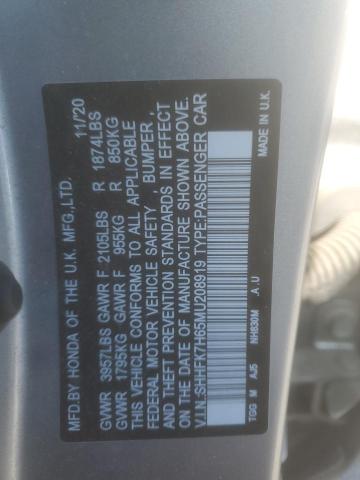 MFD.BY HONDA OF THE U.K. MFG.,LTD. 11/20
GVWR 3957LBS GAWR F 2105LBS R 1874LBS
GVWR 1795KG GAWR F 955KG R 850KG
THIS VEHICLE CONFORMS TO ALL APPLICABLE
FEDERAL MOTOR VEHICLE SAFETY, BUMPER,
AND THEFT PREVENTION STANDARDS IN EFFECT
ON THE DATE OF MANUFACTURE SHOWN ABOVE.
V.I.N.:SHHFK7H65MU208919 TYPE:PASSENGER CAR
NH830M A.U MADE IN U.K.
TGG M AJ5